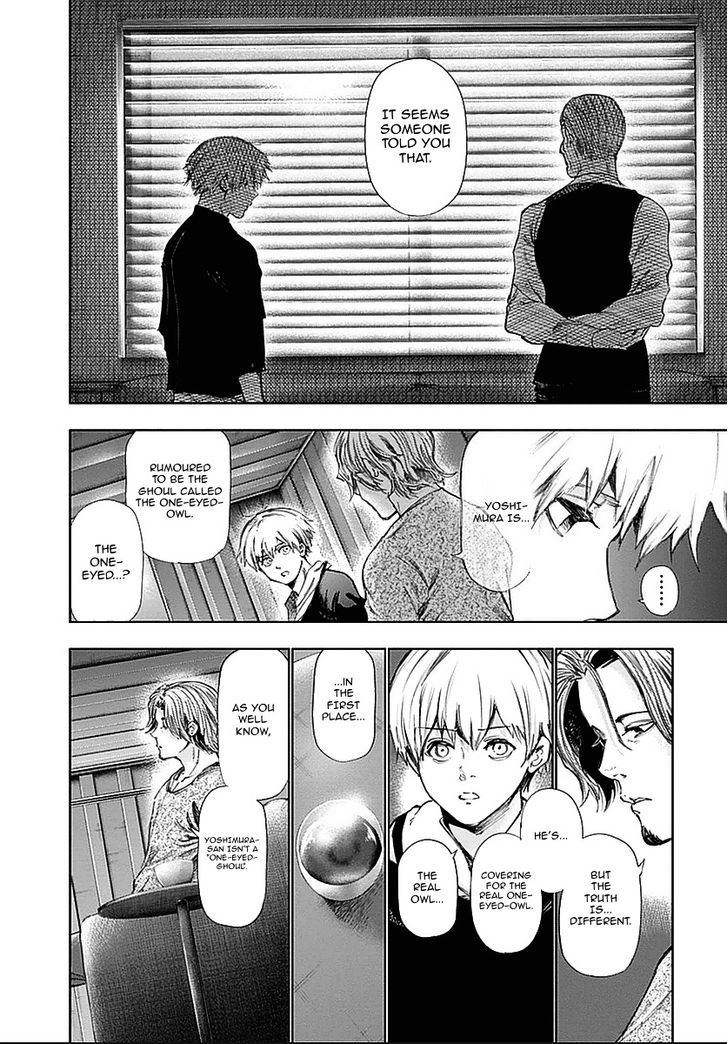 IT SEEMS
SOMEONE
TOLD YOU
THAT.
......
YOSHI-
MURA IS...
RUMOURED
TO BE THE
GHOUL CALLED
THE ONE-EYED-
OWL.
THE
ONE-
EYED...?
BUT
THE TRUTH
IS...
DIFFERENT.
HE'S...
COVERING FOR
THE REAL ONE-
EYED-OWL.
THE
REAL
OWL...
...IN
THE
FIRST
PLACE...
AS YOU
WELL
KNOW,
YOSHIMURA-
SAN ISN'T A
"ONE-EYED-
GHOUL'.